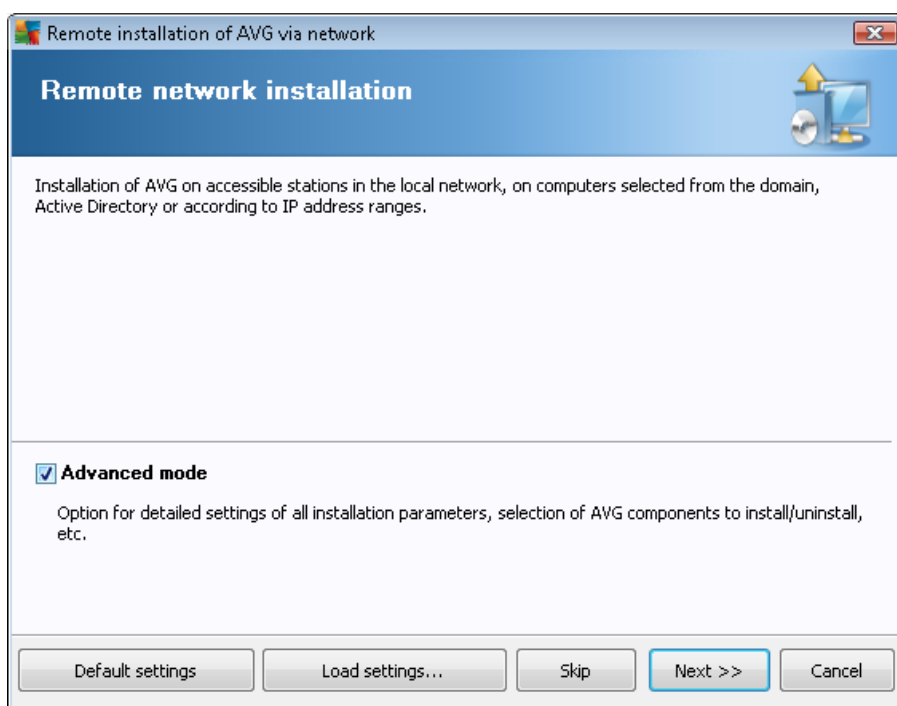 Remote installation of AVG via network
Remote network installation
Installation of AVG on accessible stations in the local network, on computers selected from the domain,
Active Directory or according to IP address ranges.
Advanced mode
Option for detailed settings of all installation parameters, selection of AVG components to install/uninstall,
etc.
Default settings
Load settings...
Skip
Next >>
Cancel